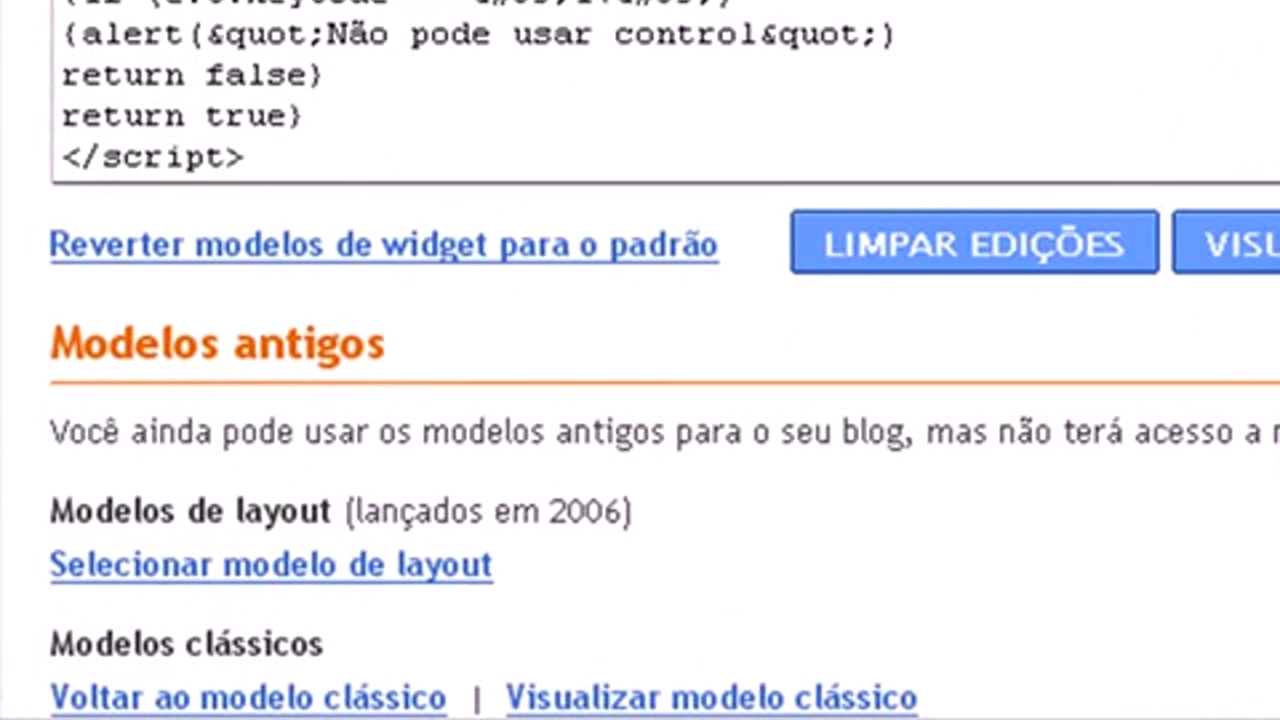 (alert(&quot;Não pode usar control&quot;)
return false}
return true}
</script>
Reverter modelos de widget para o padrão
LIMPAR EDIÇÕES
Modelos antigos
Você ainda pode usar os modelos antigos para o seu blog, mas não terá acesso a
Modelos de layout (lançados em 2006)
Selecionar modelo de layout
Modelos clássicos
Voltar ao modelo clássico | Visualizar modelo clássico